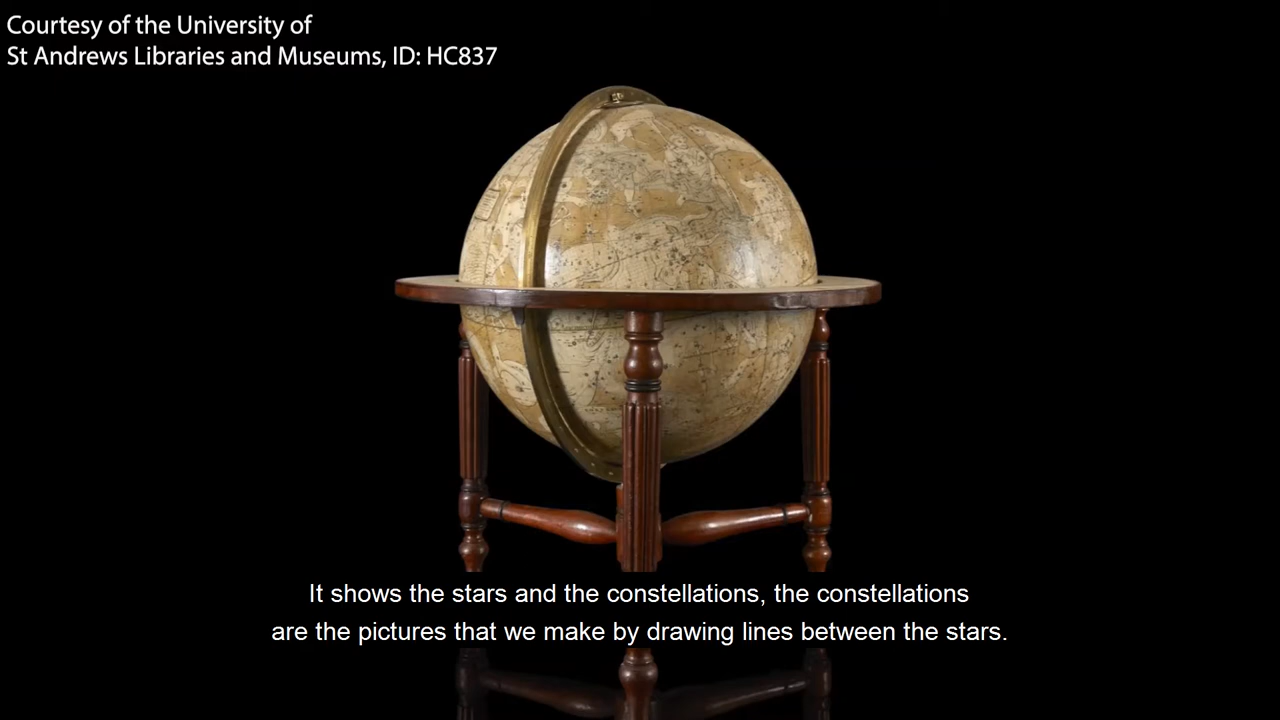 Courtesy of the University of
St Andrews Libraries and Museums, ID: HC837
It shows the stars and the constellations, the constellations
are the pictures that we make by drawing lines between the stars.